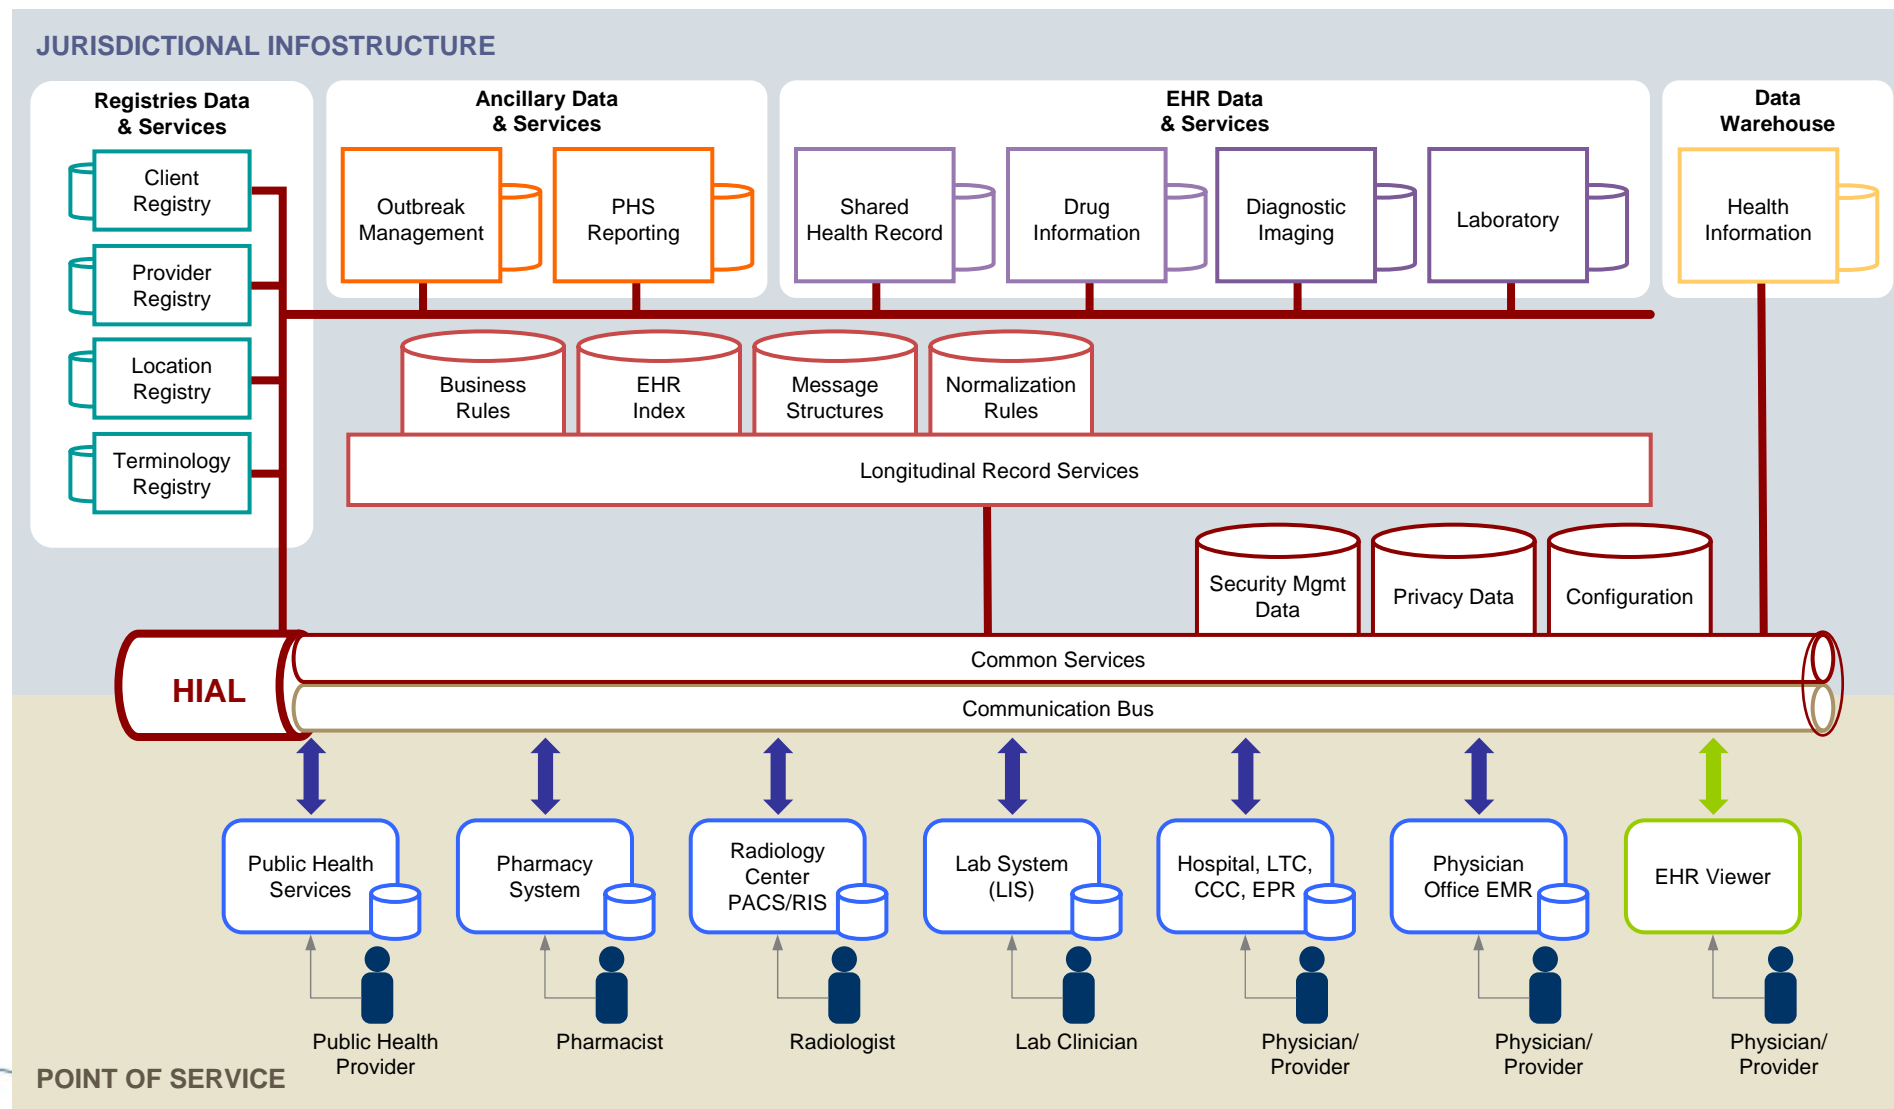 JURISDICTIONAL INFOSTRUCTURE
Registries Data
& Services
Client
Registry
Provider
Registry
Location
Registry
Terminology
Registry
Ancillary Data
& Services
Outbreak
Management
PHS
Reporting
EHR Data
& Services
Shared
Health Record
Drug
Information
Diagnostic
Imaging
Laboratory
Data
Warehouse
Health
Information
Business
Rules
EHR
Index
Message
Structures
Normalization
Rules
Longitudinal Record Services
Security Mgmt
Data
Privacy Data
Configuration
HIAL
Common Services
Communication Bus
Public Health
Services
Pharmacy
System
Radiology
Center
PACS/RIS
Lab System
(LIS)
Hospital, LTC,
CCC, EPR
Physician
Office EMR
EHR Viewer
Public Health
Provider
Pharmacist
Radiologist
Lab Clinician
Physician/
Provider
Physician/
Provider
Physician/
Provider
POINT OF SERVICE